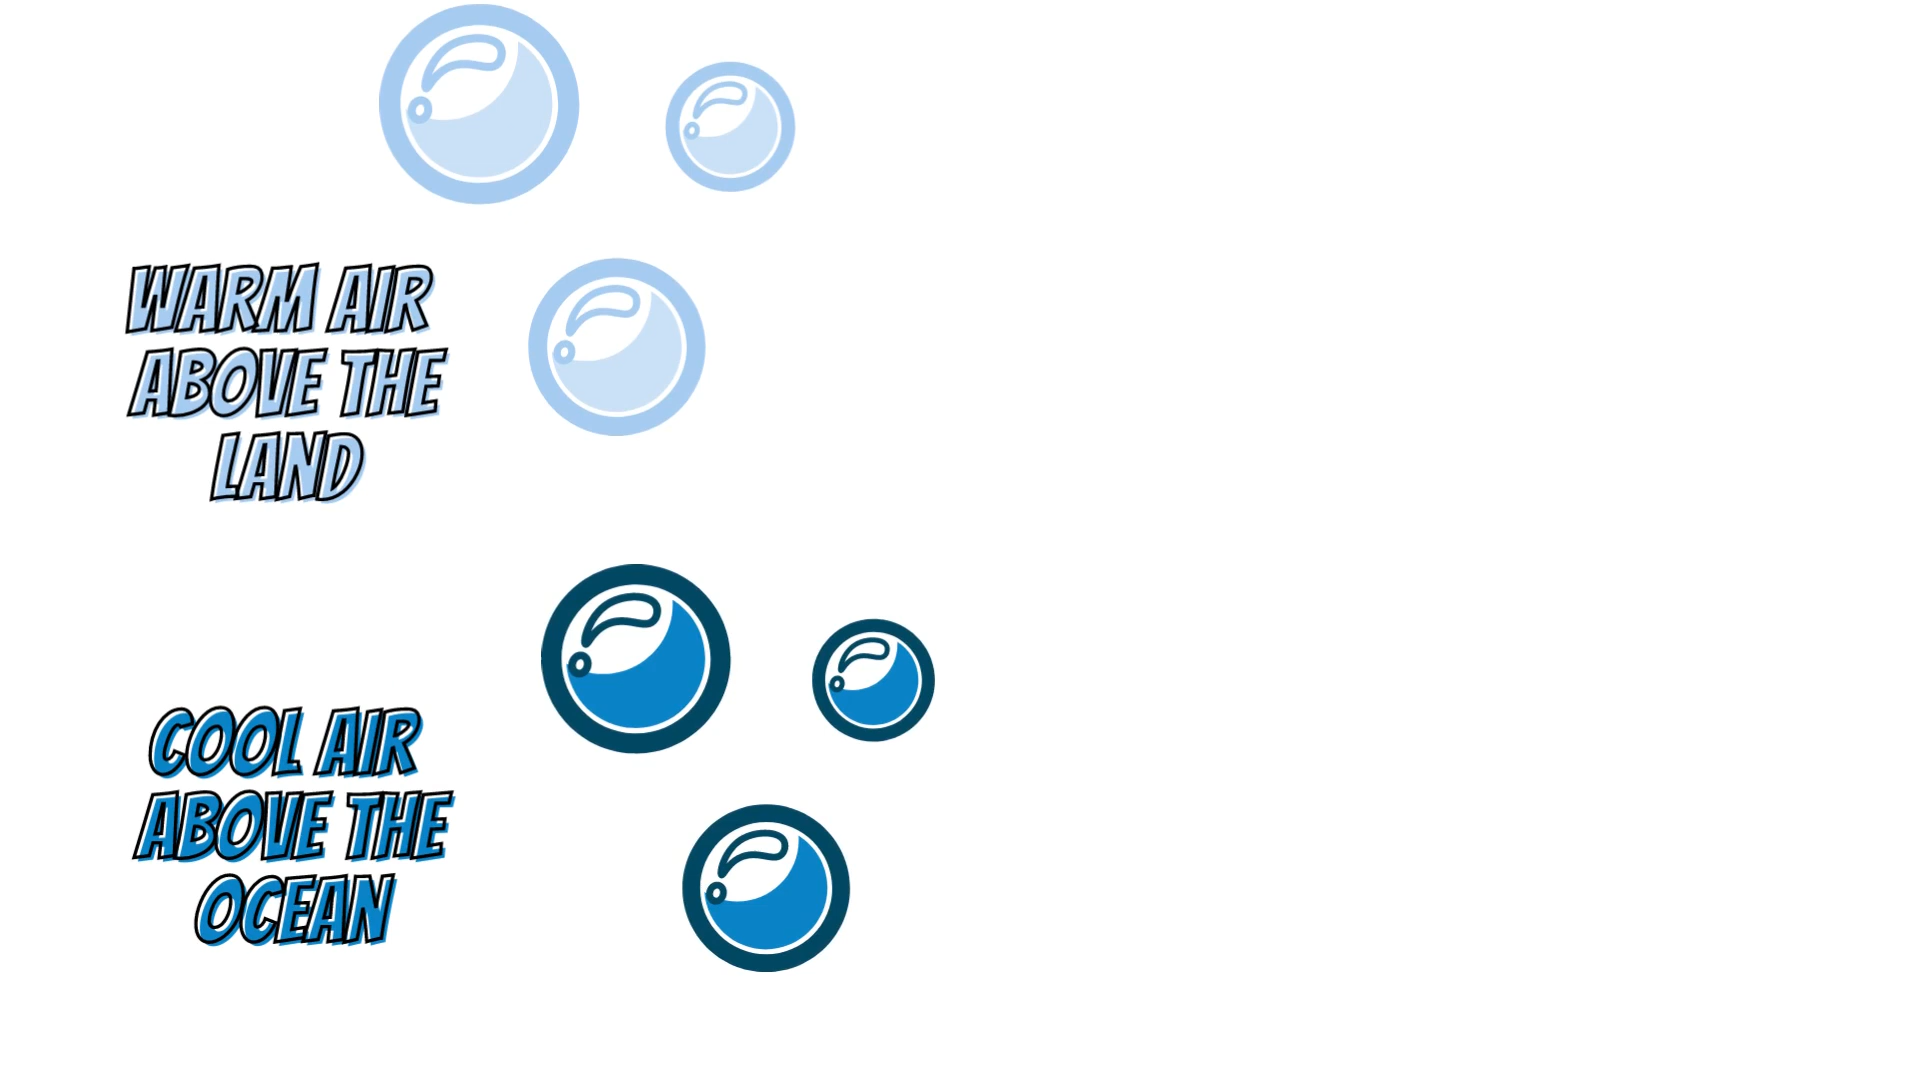 WARM AIR
ABOVE THE
LAND
COOL AIR
ABOVE THE
OCEAN